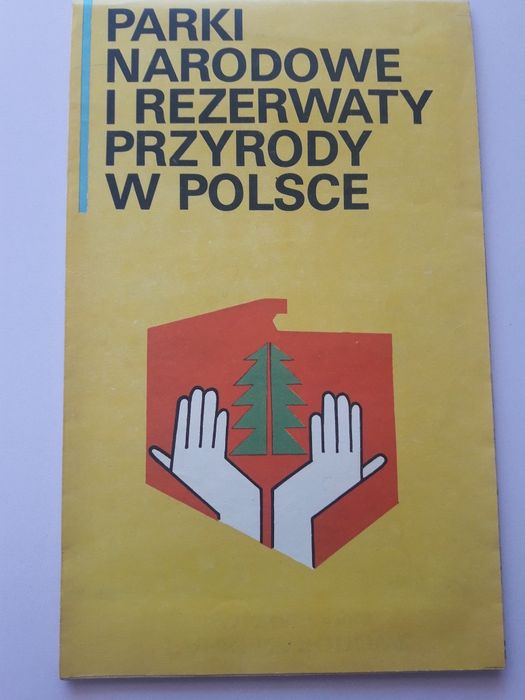 PARKI
NARODOWE
I REZERWATY
PRZYRODY
W POLSCE